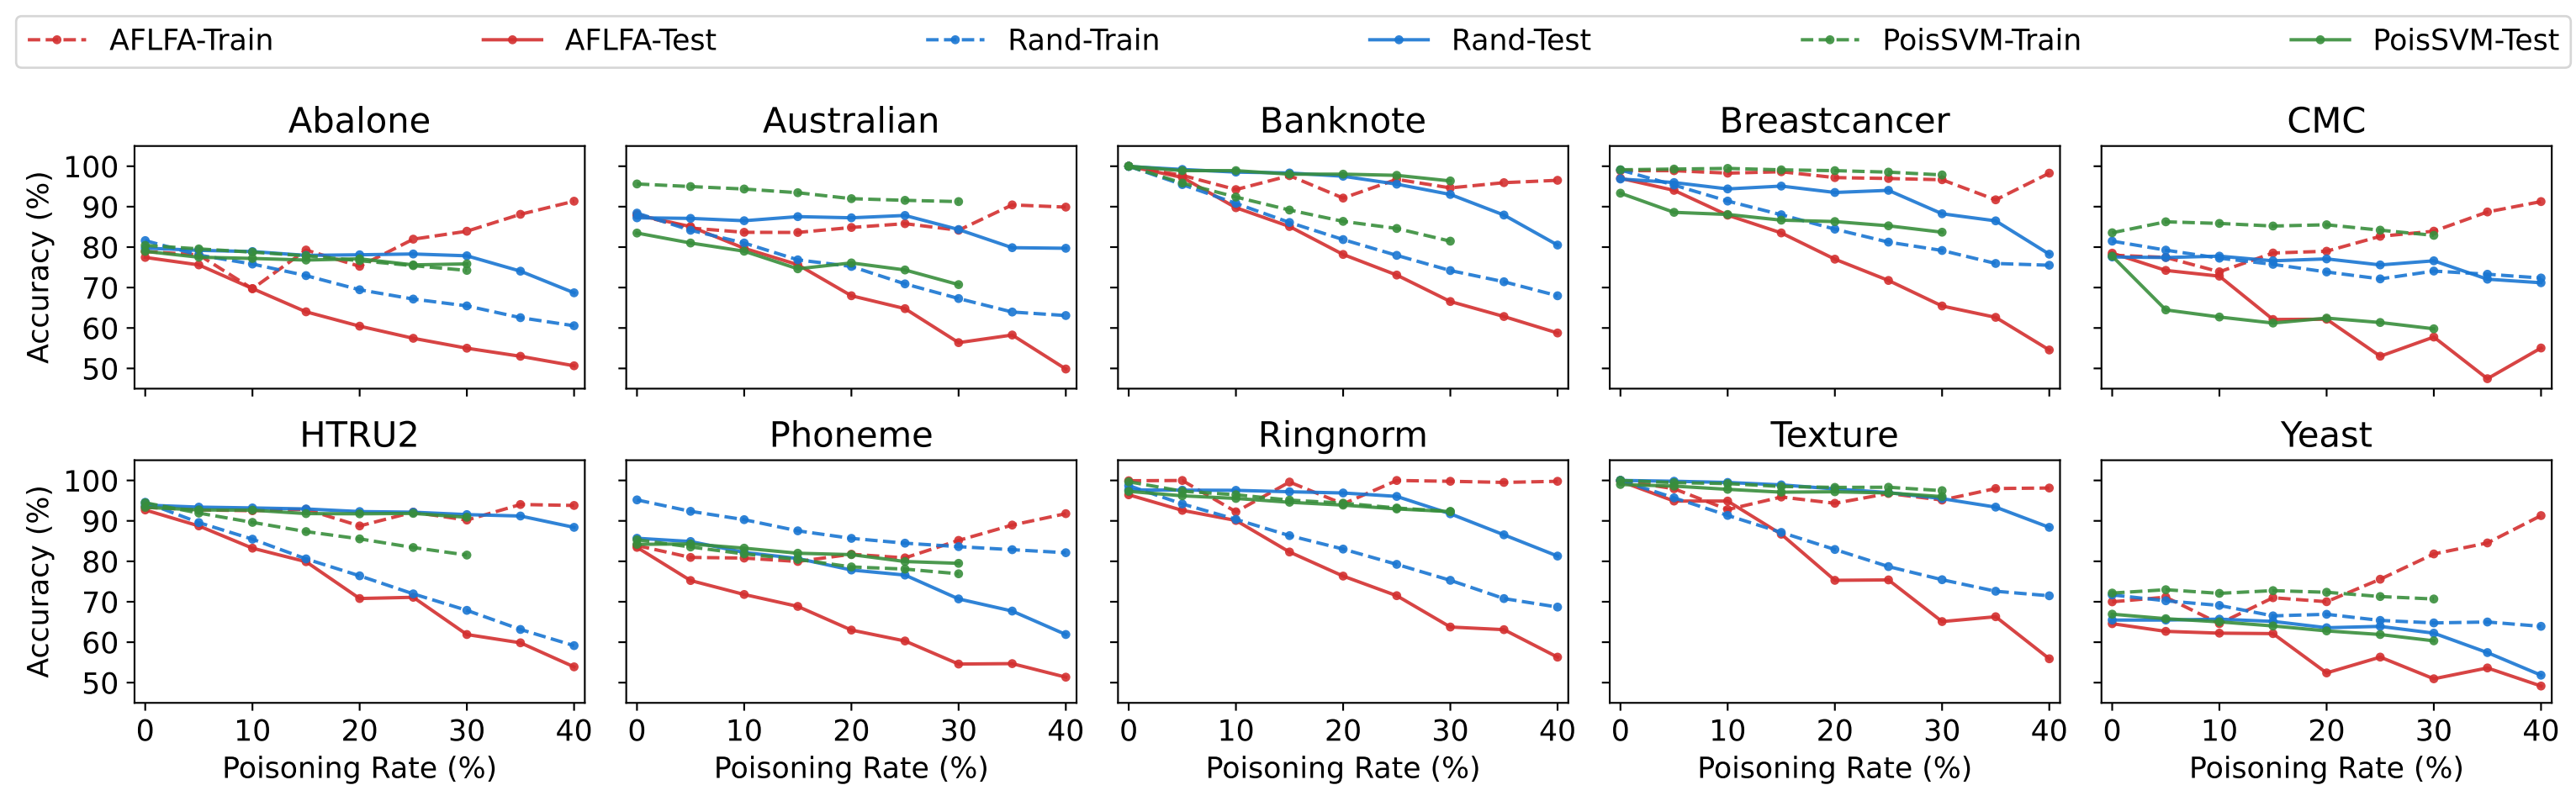 AFLFA-Train AFLFA-Test Rand-Train Rand-Test PoisSVM-Train PoisSVM-Test
Abalone Australian Banknote Breastcancer CMC
Accuracy (%)
100
90
80
70
60
50
HTRU2 Phoneme Ringnorm Texture Yeast
Accuracy (%)
100
90
80
70
60
50
0 10 20 30 40 0 10 20 30 40 0 10 20 30 40 0 10 20 30 40 0 10 20 30 40
Poisoning Rate (%) Poisoning Rate (%) Poisoning Rate (%) Poisoning Rate (%) Poisoning Rate (%)